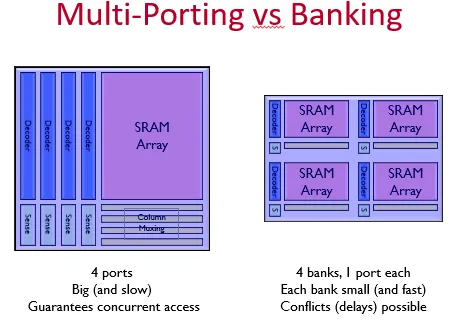 Multi-Porting vs Banking
Decoder
Decoder
Decoder
Decoder
SRAM
Array
Sense
Sense
Sense
Sense
Column
Muxing
Decoder
SRAM
Array
S
Decoder
SRAM
Array
S
Decoder
SRAM
Array
S
Decoder
SRAM
Array
S
4 ports
Big (and slow)
Guarantees concurrent access
4 banks, 1 port each
Each bank small (and fast)
Conflicts (delays) possible